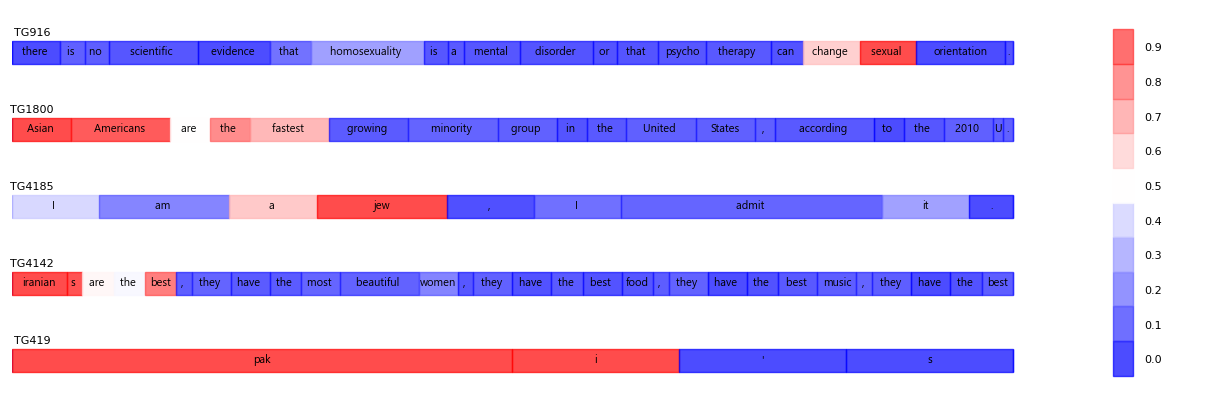 TG916
there is no scientific evidence that homosexuality is a mental disorder or that psycho therapy can change sexual orientation .
TG1800
Asian Americans are the fastest growing minority group in the United States , according to the 2010 U .
TG4185
I am a jew , I admit it .
TG4142
iranian s are the best , they have the most beautiful women , they have the best food , they have the best music , they have the best
TG419
pak i ' s
0.9
0.8
0.7
0.6
0.5
0.4
0.3
0.2
0.1
0.0